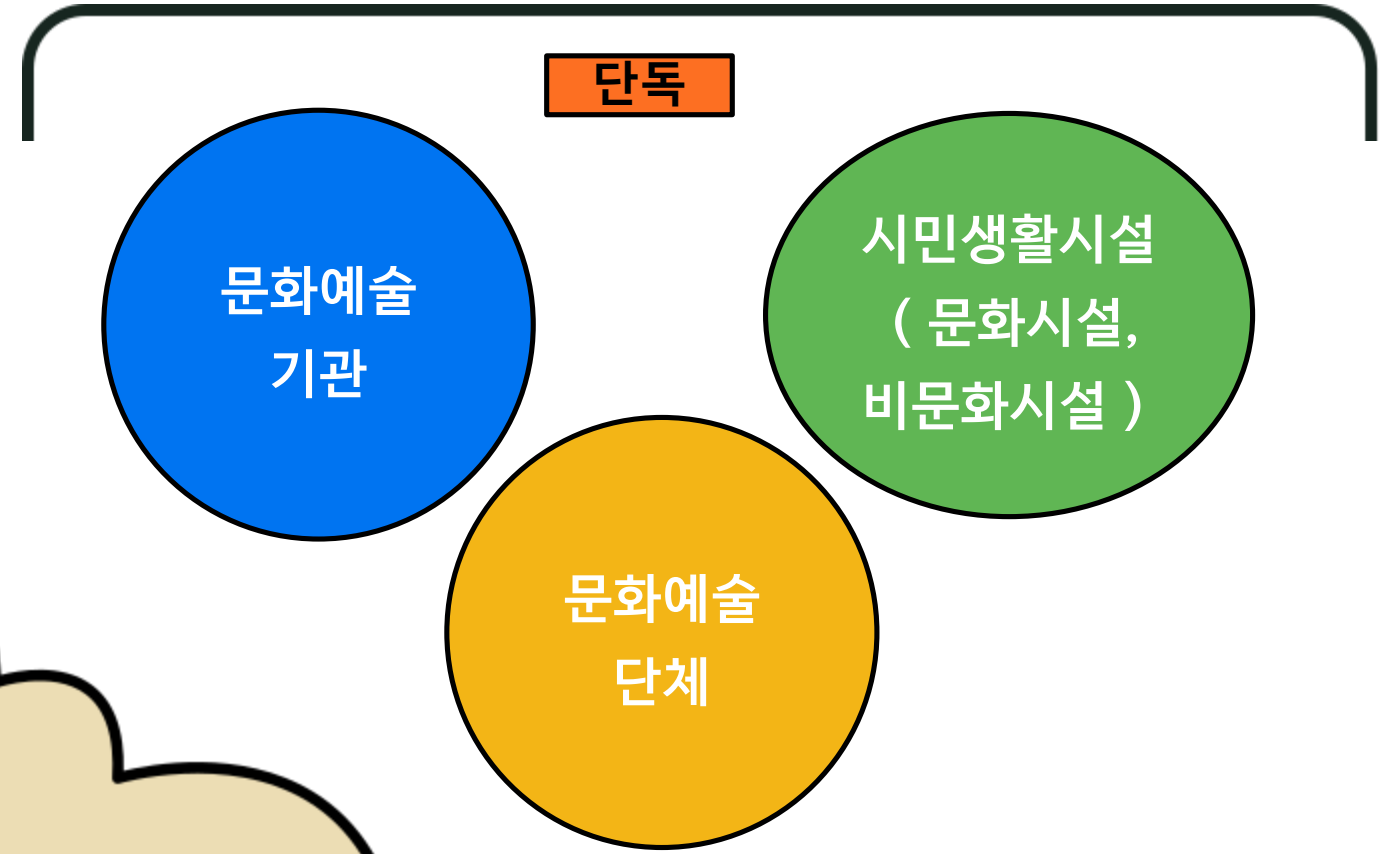 단독
문화예술
기관
시민생활시설
( 문화시설,
비문화시설 )
문화예술
단체